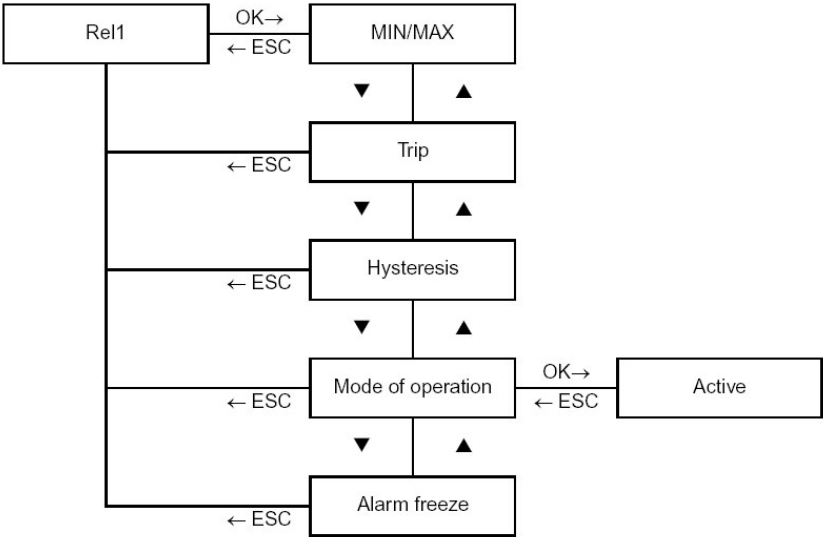 Rel1
OK→
← ESC
MIN/MAX
▼ ▲
← ESC
Trip
▼ ▲
← ESC
Hysteresis
▼ ▲
← ESC
Mode of operation
OK→
← ESC
Active
▼ ▲
← ESC
Alarm freeze